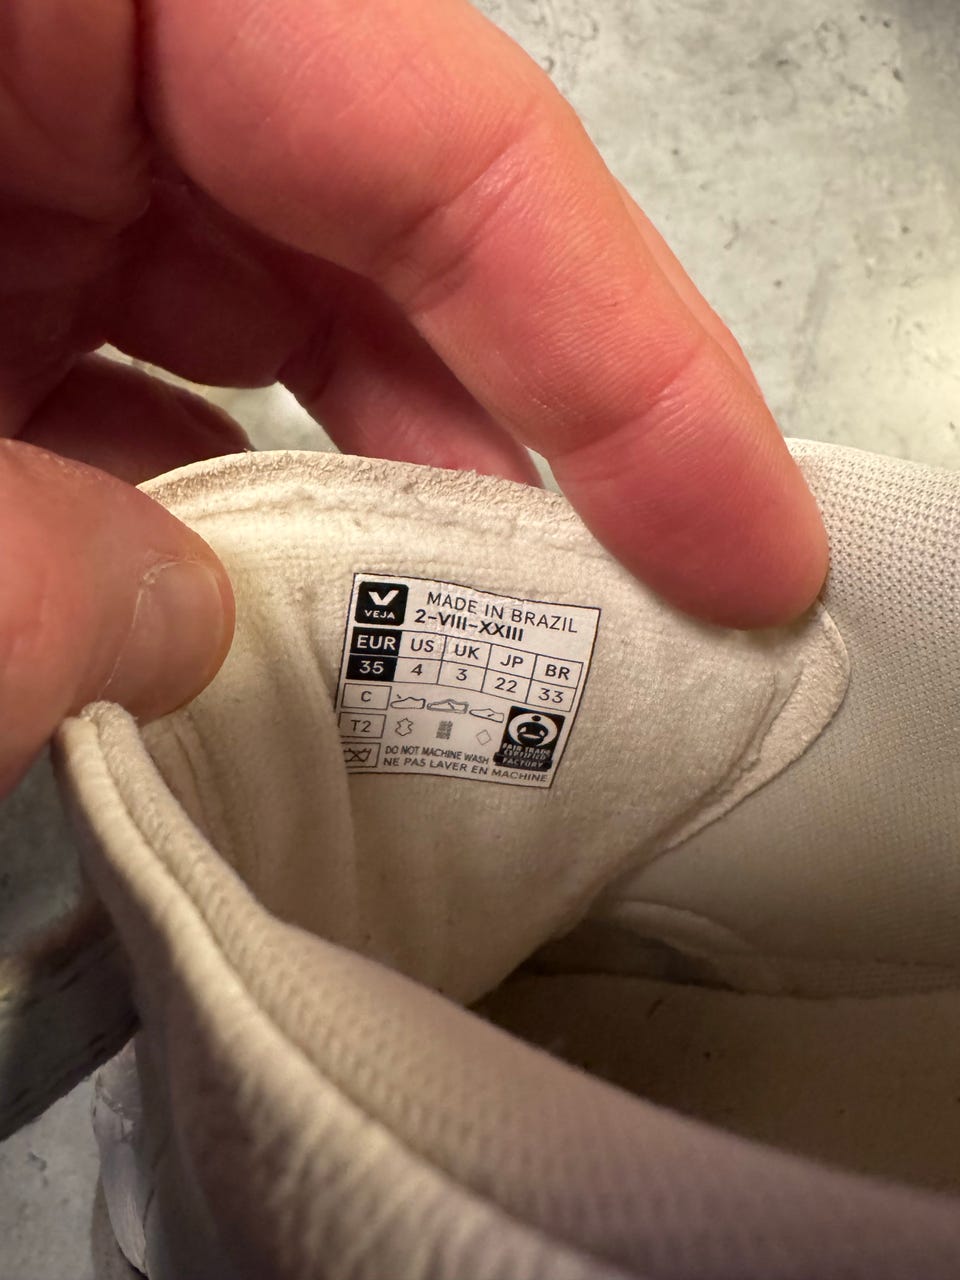 VEJA
MADE IN BRAZIL
2-VIII-XXIII
EUR US UK JP BR
35 4 3 22 33
C
T2
DO NOT MACHINE WASH
NE PAS LAVER EN MACHINE
FAIR TRADE
CERTIFIED
FACTORY